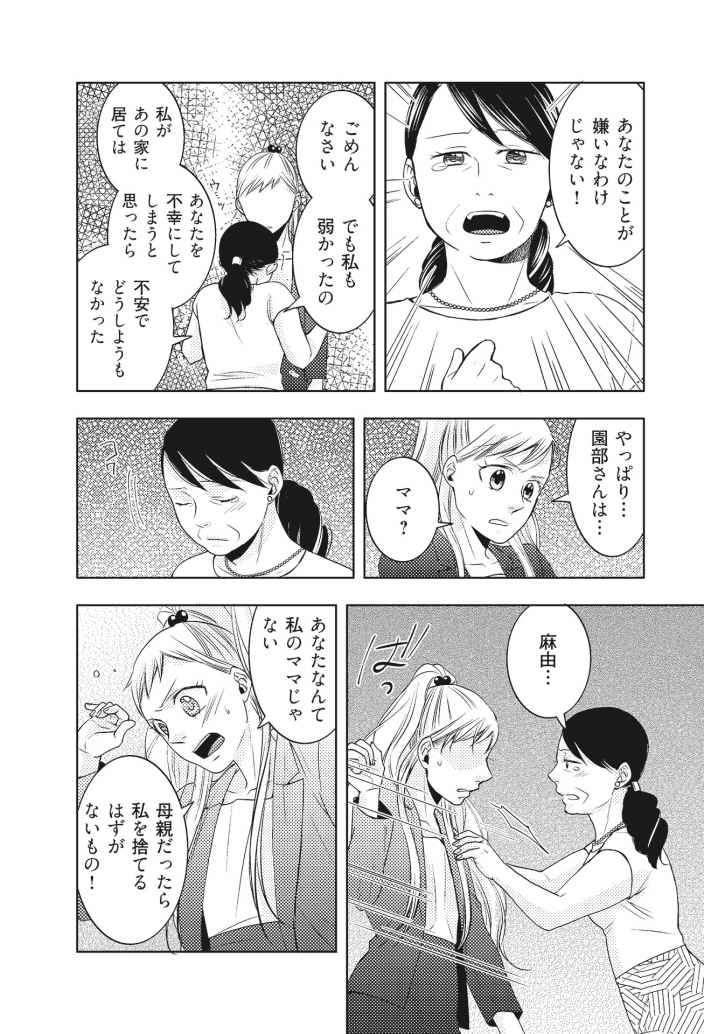 あなたのことが
嫌いなわけ
じゃない！
ごめん
なさい
でも私も
弱かったの
私が
あの家に
居ては
あなたを
不幸にして
しまうと
思ったら
不安で
どうしようも
なかった
やっぱり…
園部さんは…
ママ？
コク
麻由…
ばっ
あなたなんて
私のママじゃ
ない
母親だったら
私を捨てる
はずが
ないもの！